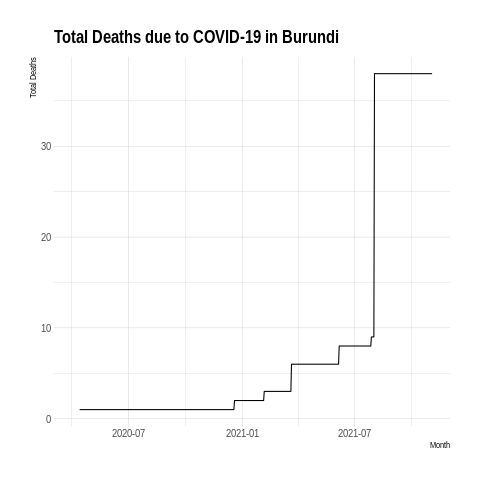 Total Deaths due to COVID-19 in Burundi
Total Deaths
30
20
10
0
2020-07
2021-01
2021-07
Month